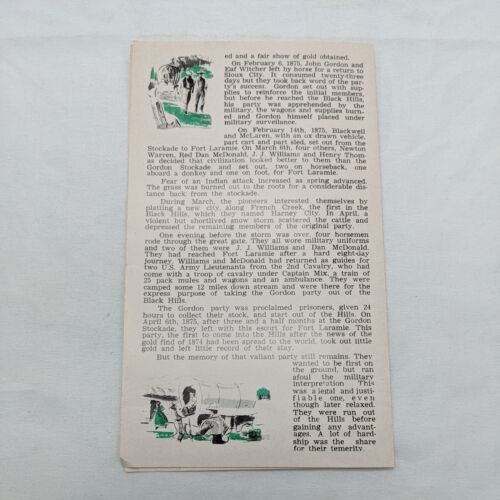 ed and a fair show of gold obtained.
On February 6, 1875, John Gordon and
Eaf Witcher left by horse for a return to
Sioux City. It consumed twenty-three
days but they took back word of the par-
ty's success. Gordon set out with sup-
plies to reinforce the initial members,
but before he reached the Black Hills,
his party was apprehended by the
military, the wagons and supplies burn-
ed and Gordon himself placed under
military surveilance.
On February 14th, 1875, Blackwell
and McLaren, with an ox drawn vehicle,
part cart and part sled, set out from the
Stockade to Fort Laramie. On March 6th, four others, Newton
Warren, Red Dan McDonald, J. J. Williams and Henry Thom-
as decided that civilization looked better to them than the
Gordon Stockade and set out, two on horseback, one
aboard a donkey and one on foot, for Fort Laramie.
Fear of an Indian attack increased as spring advanced.
The grass was burned out to the roots for a considerable dis-
tance back from the stockade.
During March, the pioneers interested themselves by
platting a new city, along French Creek, the first in the
Black Hills, which they named Harney City. In April, a
violent but shortlived snow storm scattered the cattle and
depressed the remaining members of the original party.
One evening before the storm was over, four horsemen
rode through the great gate. They all wore military uniforms
and two of them were J. J. Williams and Dan McDonald.
They had reached Fort Laramie after a hard eight-day
journey, Williams and McDonald had returned as guides for
two U.S. Army Lieutenants from the 2nd Cavalry, who had
come with a troop of cavalry under Captain Mix, a train of
25 pack mules and wagons and an ambulance. They were
camped some 12 miles down stream and were there for the
express purpose of taking the Gordon party out of the
Black Hills.
The Gordon party was proclaimed prisoners, given 24
hours to collect their stock, and start out of the Hills. On
April 6th, 1875, after three and a half months at the Gordon
Stockade, they left with this escort for Fort Laramie. This
party, the first to come into the Hills after the news of the
gold find of 1874 had been spread to the world, took out little
gold and left little record of their stay.
But the memory of that valiant party still remains. They
wanted to be first on
the ground, but ran
afoul the military
interpretation This
was a legal and justi-
fiable one, even
though later relaxed.
They were run out
of the Hills before
gaining any advant-
ages. A lot of hard-
ship was the share
for their temerity.